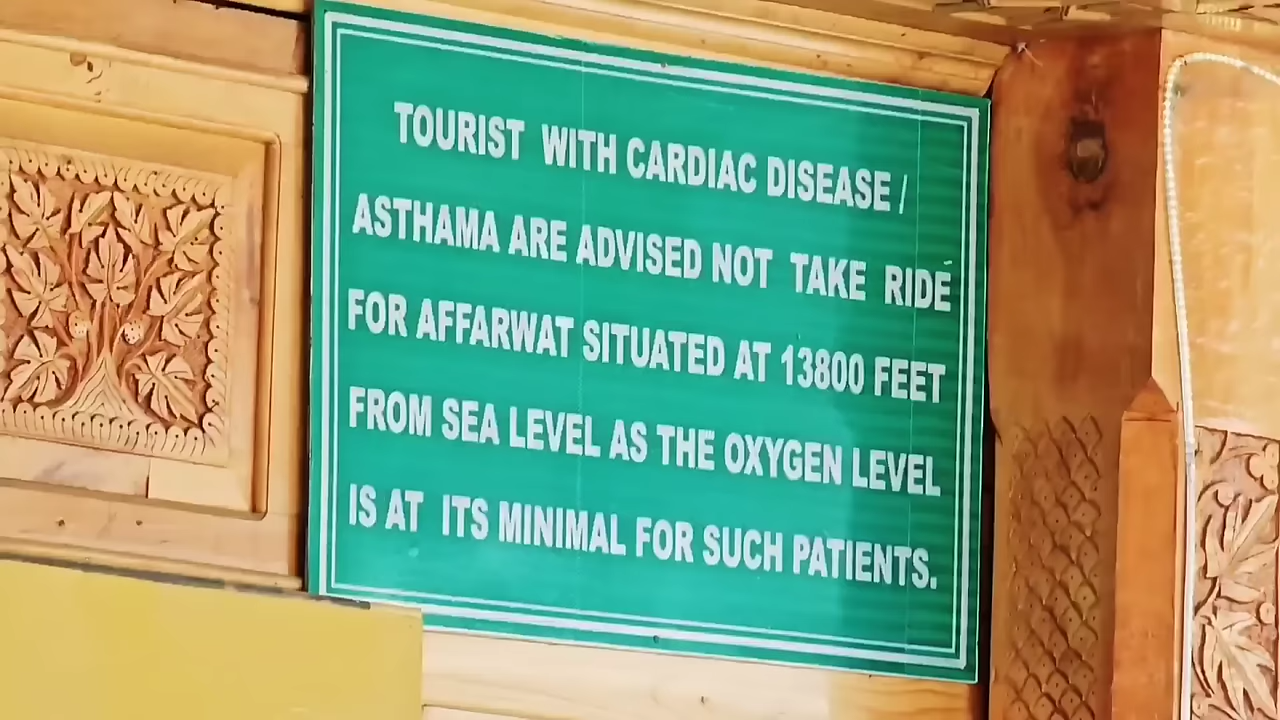 TOURIST WITH CARDIAC DISEASE /
ASTHAMA ARE ADVISED NOT TAKE RIDE
FOR AFFARWAT SITUATED AT 13800 FEET
FROM SEA LEVEL AS THE OXYGEN LEVEL
IS AT ITS MINIMAL FOR SUCH PATIENTS.